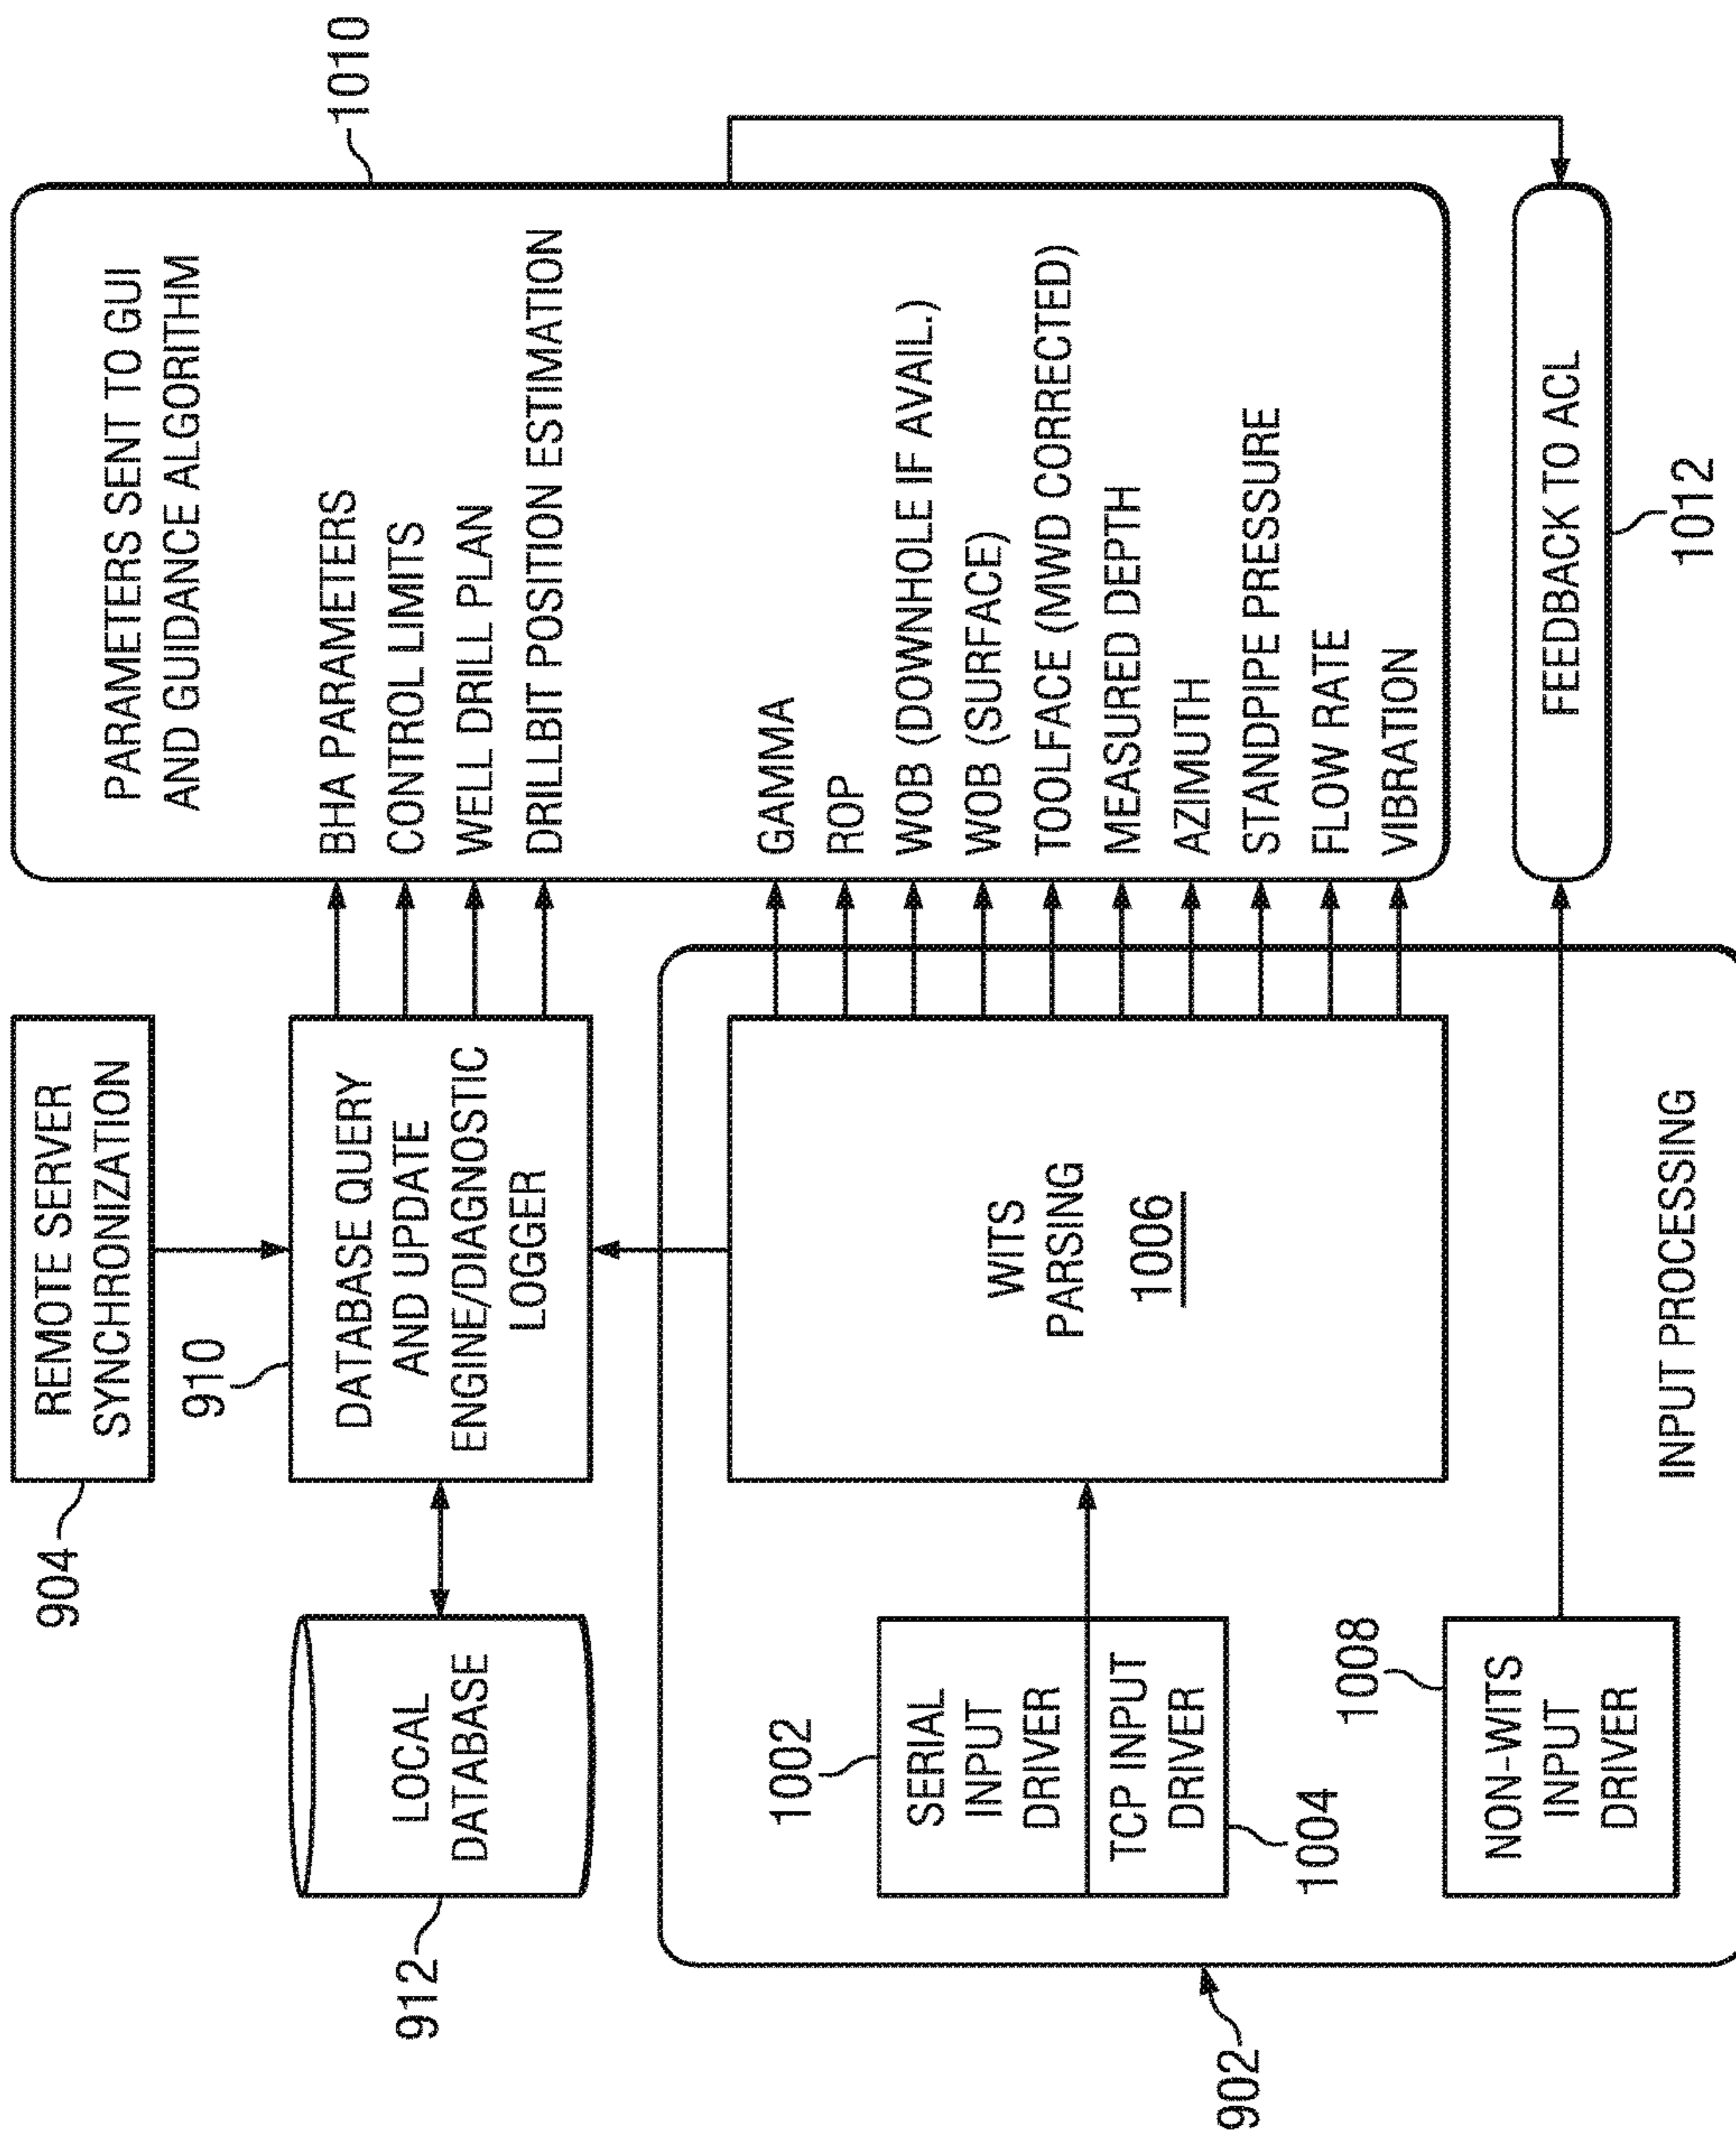 904
REMOTE SERVER
SYNCHRONIZATION
910
912
LOCAL
DATABASE
DATABASE QUERY
AND UPDATE
ENGINE/DIAGNOSTIC
LOGGER
PARAMETERS SENT TO GUI
AND GUIDANCE ALGORITHM
1010
BHA PARAMETERS
CONTROL LIMITS
WELL DRILL PLAN
DRILLBIT POSITION ESTIMATION
GAMMA
ROP
WOB (DOWNHOLE IF AVAIL.)
WOB (SURFACE)
TOOLFACE (MWD CORRECTED)
MEASURED DEPTH
AZIMUTH
STANDPIPE PRESSURE
FLOW RATE
VIBRATION
902
1002
SERIAL
INPUT
DRIVER
TCP INPUT
DRIVER
1004
WITS
PARSING
1006
1008
NON-WITS
INPUT
DRIVER
INPUT PROCESSING
FEEDBACK TO ACL
1012